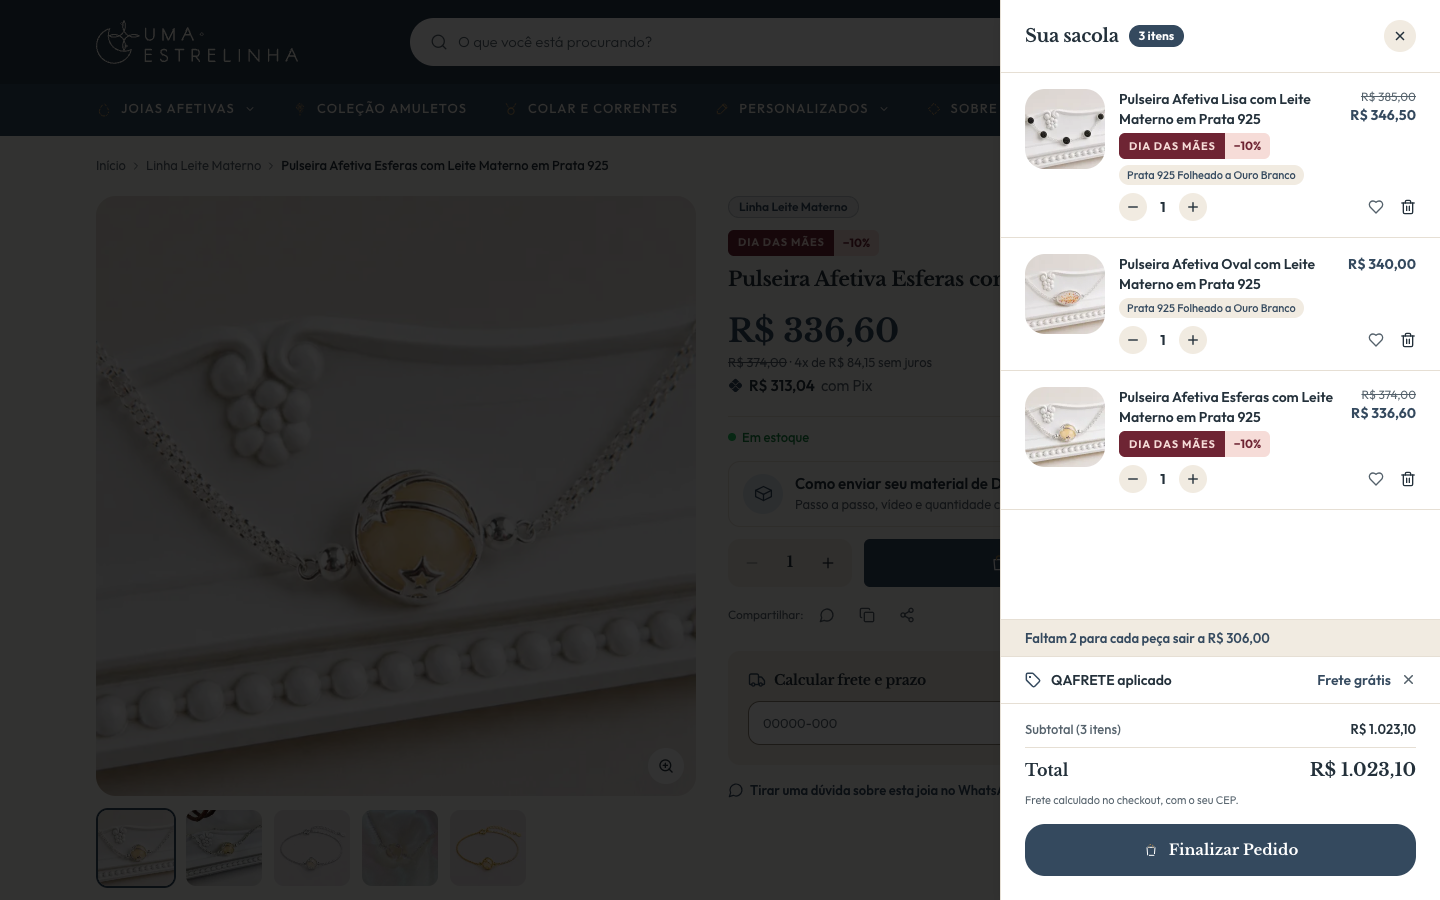 UMA
ESTRELINHA
O que você está procurando?
JOIAS AFETIVAS
COLEÇÃO AMULETOS
COLAR E CORRENTES
PERSONALIZADOS
SOBRE
Início > Linha Leite Materno > Pulseira Afetiva Esferas com Leite Materno em Prata 925
Linha Leite Materno
DIA DAS MÃES −10%
Pulseira Afetiva Esferas com
R$ 336,60
R$ 374,00 · 4x de R$ 84,15 sem juros
R$ 313,04 com Pix
Em estoque
Como enviar seu material de D
Passo a passo, vídeo e quantidade
1
Compartilhar:
Calcular frete e prazo
00000-000
Tirar uma dúvida sobre esta joia no Whats
Sua sacola
3 itens
Pulseira Afetiva Lisa com Leite
Materno em Prata 925
R$ 385,00
R$ 346,50
DIA DAS MÃES −10%
Prata 925 Folheado a Ouro Branco
1
Pulseira Afetiva Oval com Leite
Materno em Prata 925
R$ 340,00
Prata 925 Folheado a Ouro Branco
1
Pulseira Afetiva Esferas com Leite
Materno em Prata 925
R$ 374,00
R$ 336,60
DIA DAS MÃES −10%
1
Faltam 2 para cada peça sair a R$ 306,00
QAFRETE aplicado
Frete grátis
Subtotal (3 itens)
R$ 1.023,10
Total
R$ 1.023,10
Frete calculado no checkout, com o seu CEP.
Finalizar Pedido